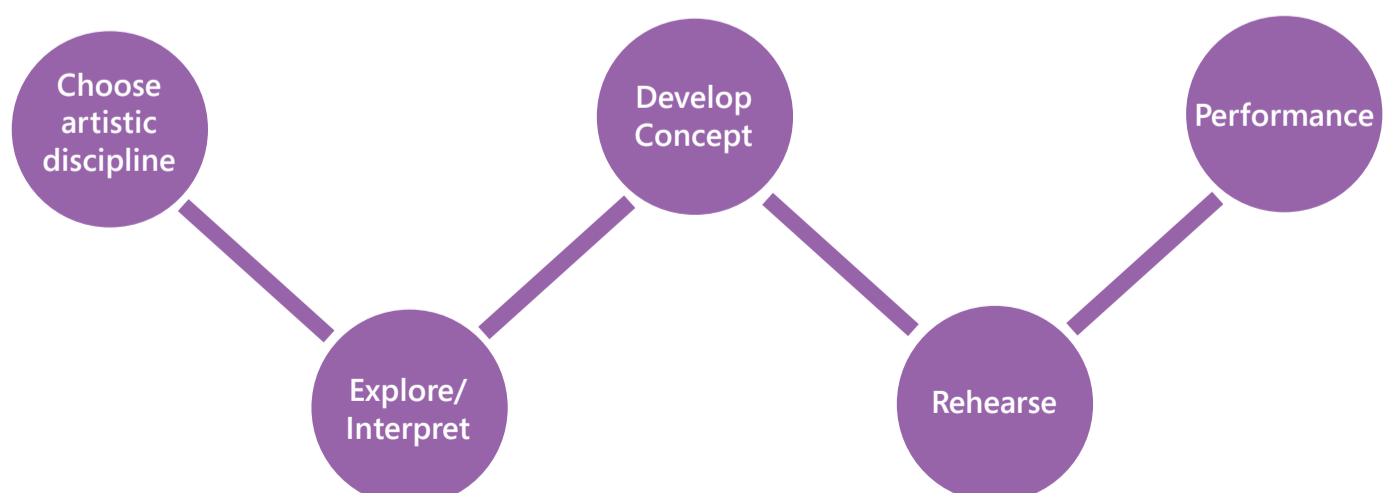 Choose
artistic
discipline
Explore/
Interpret
Develop
Concept
Rehearse
Performance